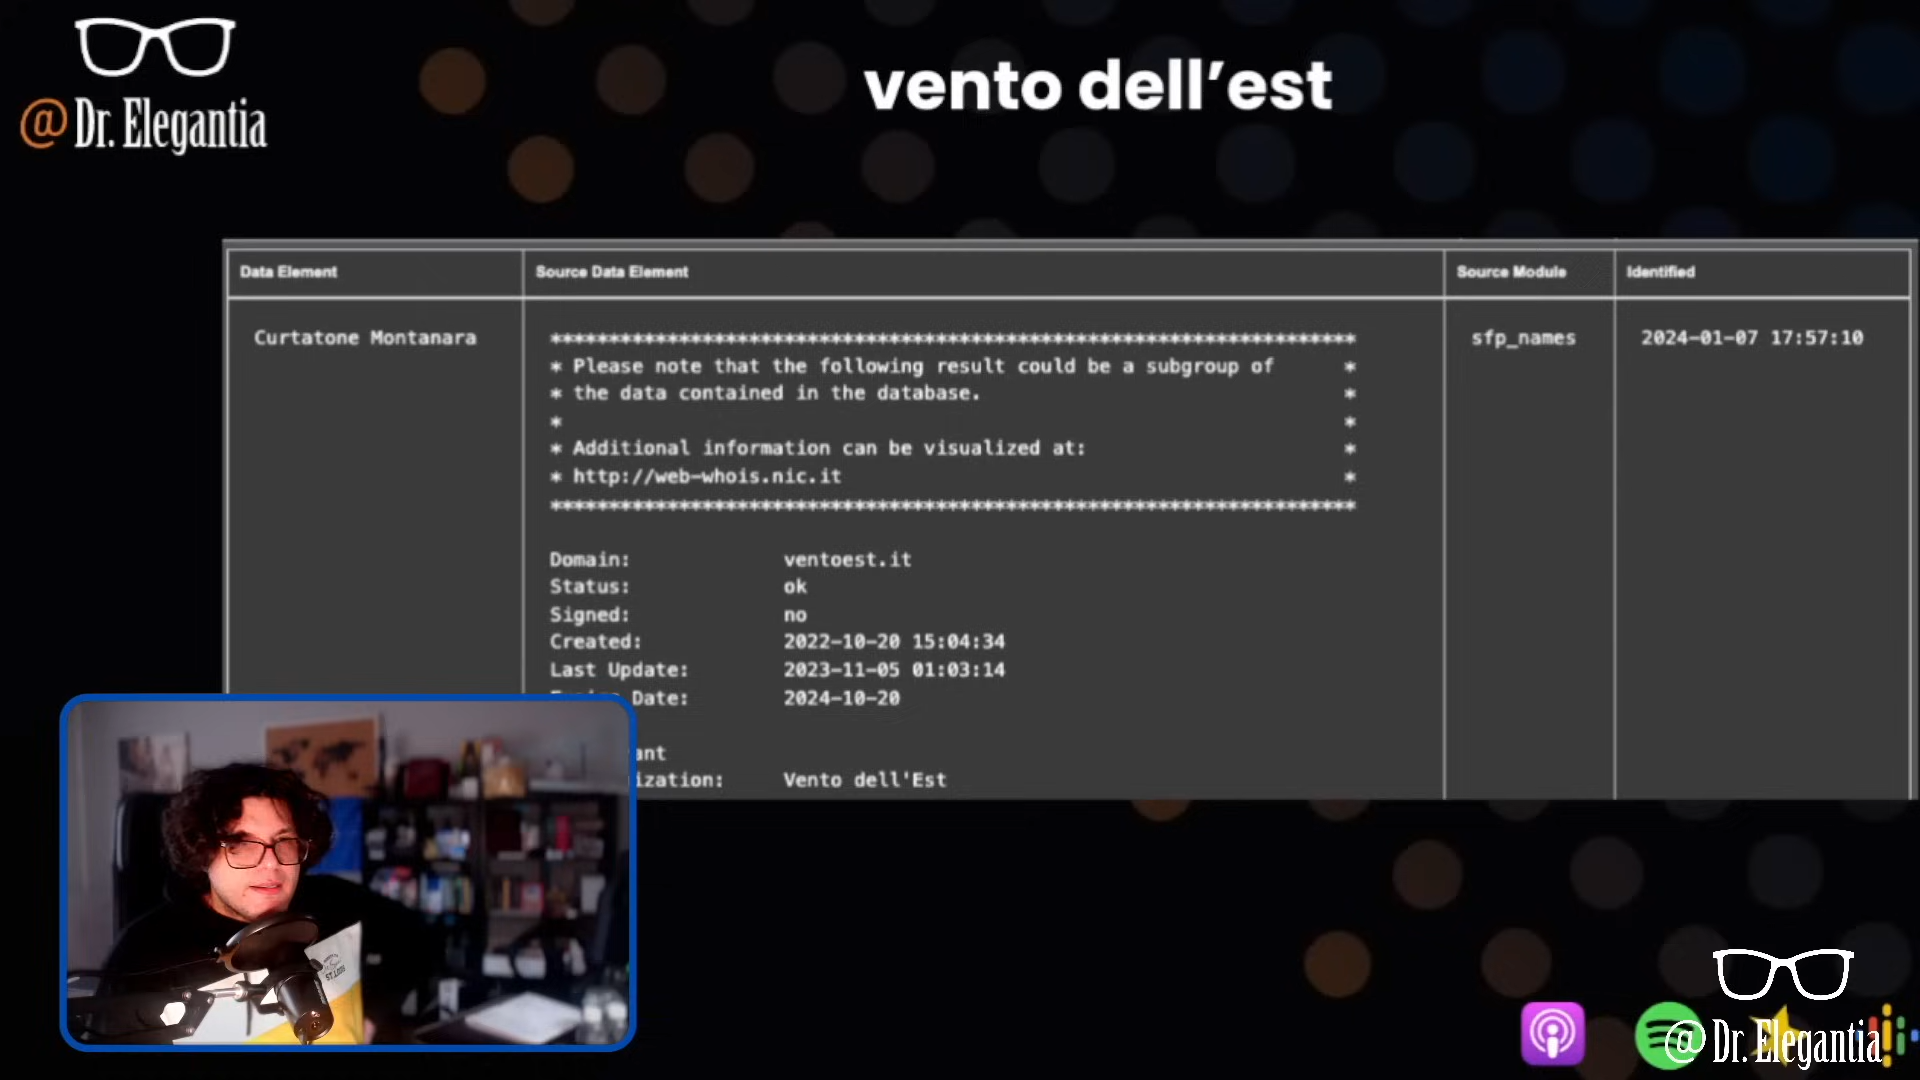 @ Dr. Elegantia
vento dell’est
Data Element
Source Data Element
Source Module
Identified
Curtatone Montanara
sfp_names
2024-01-07 17:57:10
*********************************************************************
* Please note that the following result could be a subgroup of *
* the data contained in the database. *
* *
* Additional information can be visualized at: *
* http://web-whois.nic.it *
*********************************************************************
Domain: ventoest.it
Status: ok
Signed: no
Created: 2022-10-20 15:04:34
Last Update: 2023-11-05 01:03:14
Date: 2024-10-20
ant
ization: Vento dell'Est
@ Dr. Elegantia